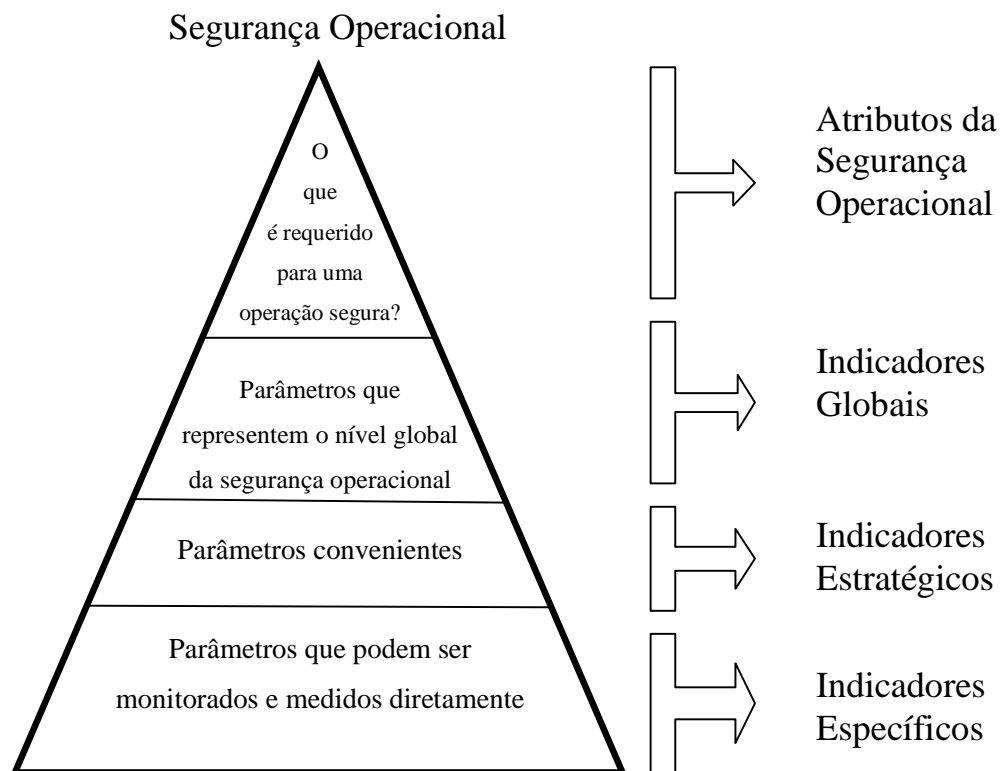 Segurança Operacional
O
que
é requerido
para uma
operação segura?
Atributos da
Segurança
Operacional
Parâmetros que
representem o nível global
da segurança operacional
Indicadores
Globais
Parâmetros convenientes
Indicadores
Estratégicos
Parâmetros que podem ser
monitorados e medidos diretamente
Indicadores
Específicos